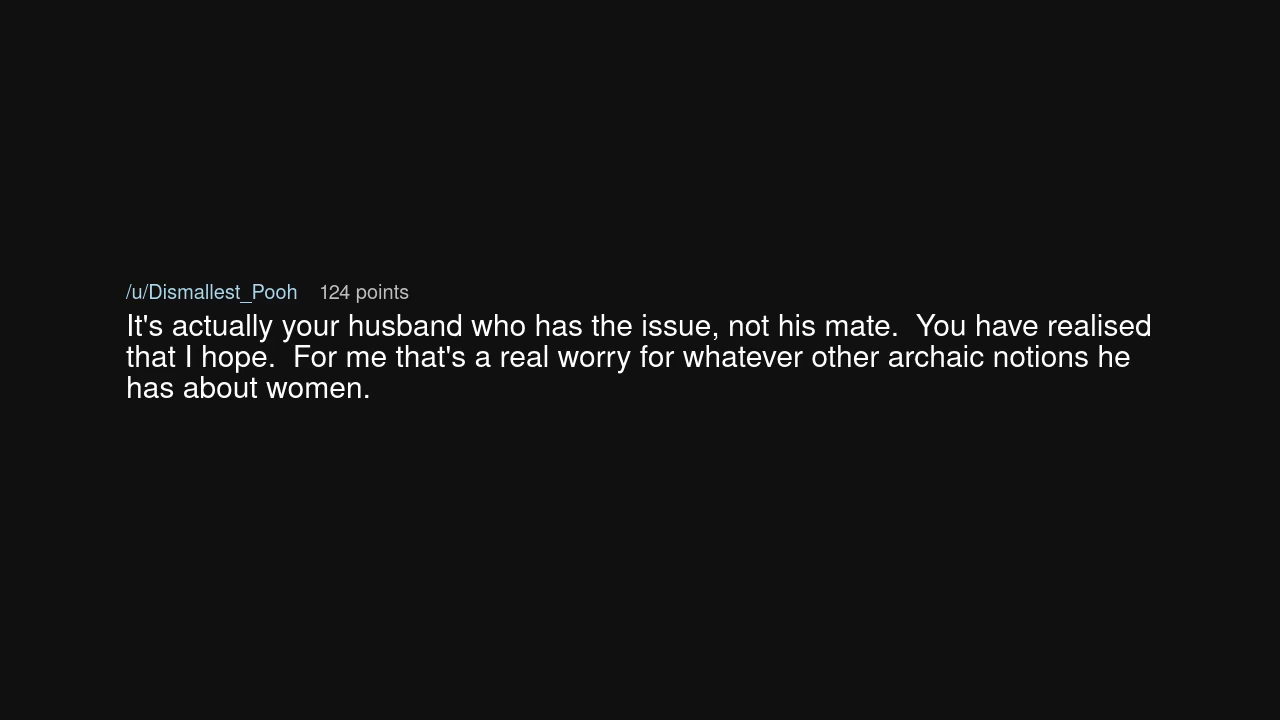 /u/Dismallest_Pooh 124 points
It's actually your husband who has the issue, not his mate.  You have realised
that I hope.  For me that's a real worry for whatever other archaic notions he
has about women.